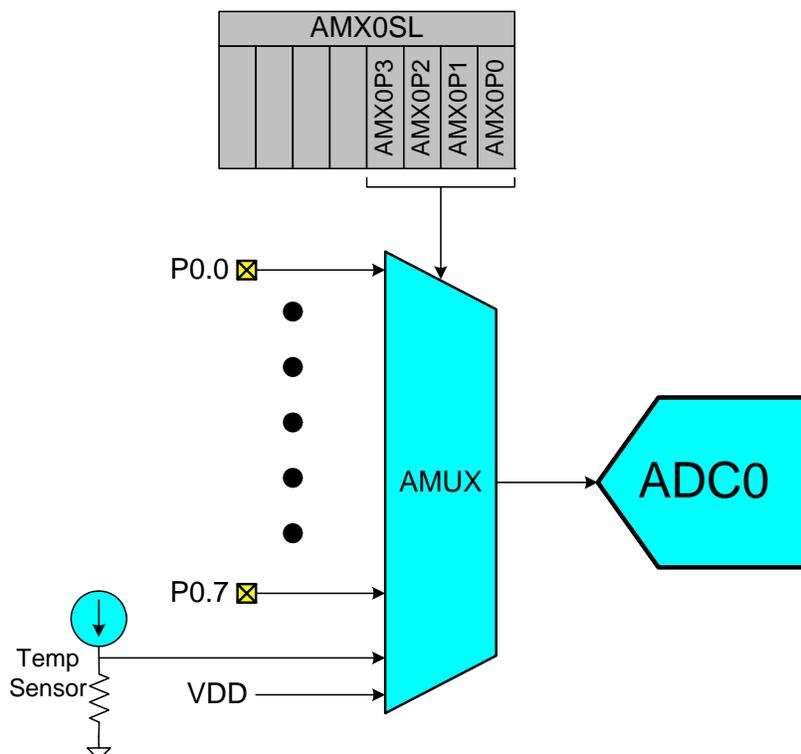 AMX0SL
AMX0P3
AMX0P2
AMX0P1
AMX0P0
P0.0
AMUX
ADC0
P0.7
Temp
Sensor
VDD